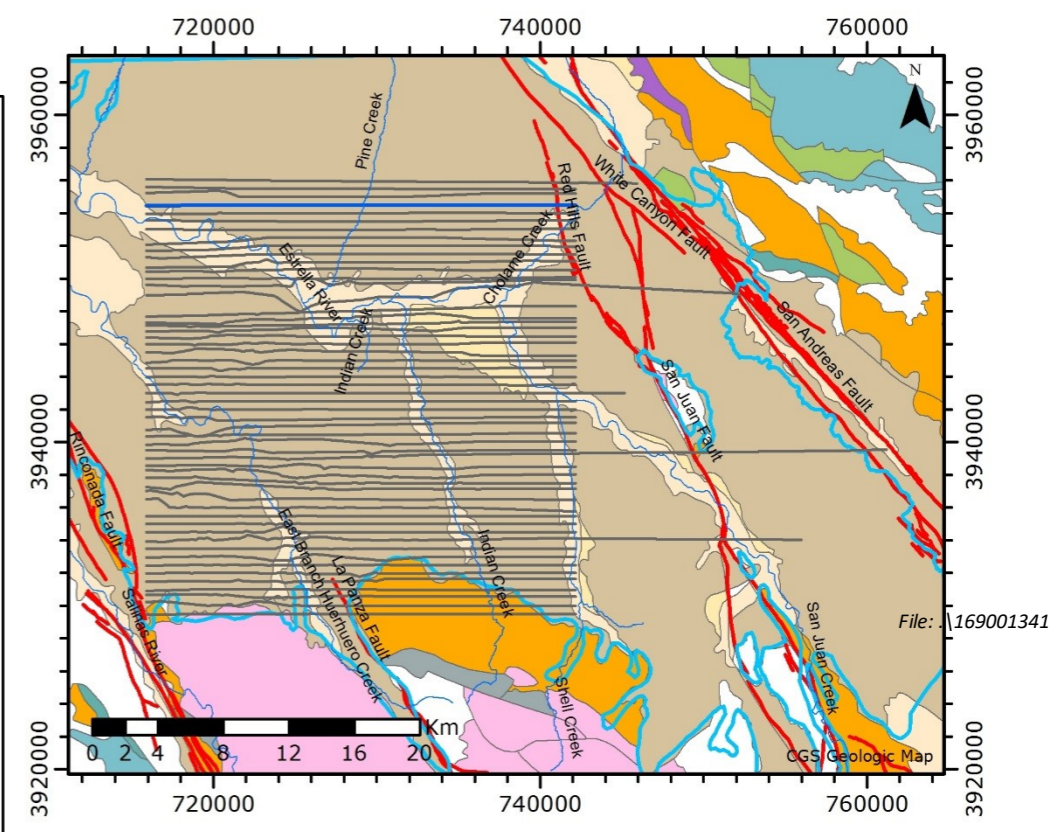 720000
740000
760000
N
3960000
3960000
Pine Creek
White Canyon Fault
Red Hills Fault
Cholame Creek
Estrella River
Indian Creek
San Andreas Fault
San Juan Fault
3940000
3940000
Rinconada Fault
East Branch Huerhuero Creek
Indian Creek
La Panza Fault
Salinas River
San Juan Creek
File: .\169001341
Shell Creek
Km
0 2 4 8 12 16 20
CGS Geologic Map
3920000
3920000
720000
740000
760000